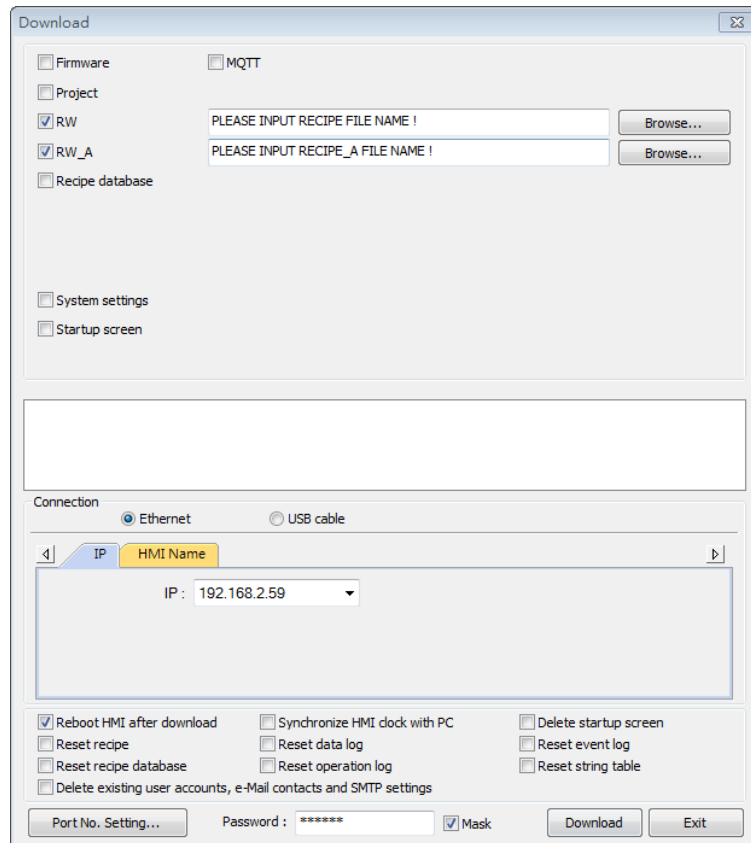 Download
Firmware MQTT
Project
RW PLEASE INPUT RECIPE FILE NAME ! Browse...
RW_A PLEASE INPUT RECIPE_A FILE NAME ! Browse...
Recipe database
System settings
Startup screen
Connection
Ethernet USB cable
IP HMI Name
IP : 192.168.2.59
Reboot HMI after download Synchronize HMI clock with PC Delete startup screen
Reset recipe Reset data log Reset event log
Reset recipe database Reset operation log Reset string table
Delete existing user accounts, e-Mail contacts and SMTP settings
Port No. Setting... Password : ****** Mask Download Exit